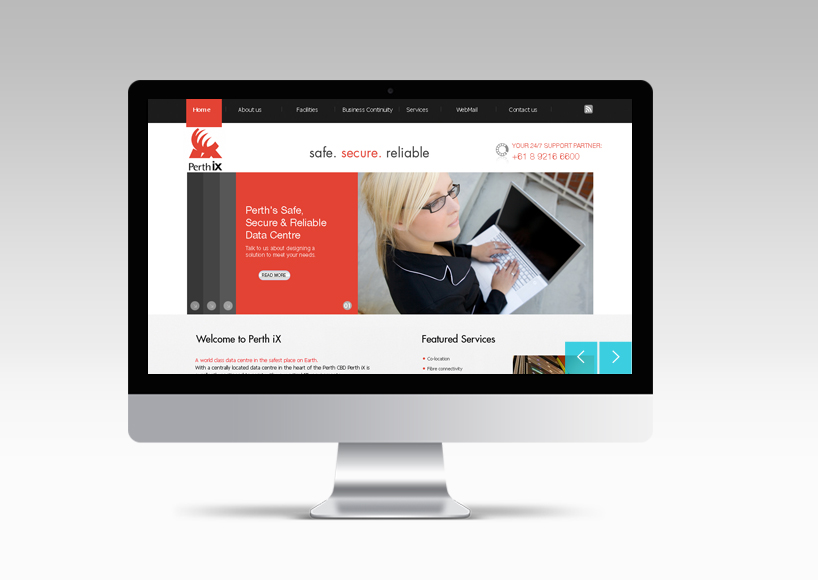 Home About us Facilities Business Continuity Services WebMail Contact us
Perth iX
safe. secure. reliable
YOUR 24/7 SUPPORT PARTNER:
+61 8 9216 6600
Perth's Safe,
Secure & Reliable
Data Centre
Talk to us about designing a
solution to meet your needs.
READ MORE
01
Welcome to Perth iX
A world class data centre in the safest place on Earth.
With a centrally located data centre in the heart of the Perth CBD Perth iX is
Featured Services
Co-location
Fibre connectivity